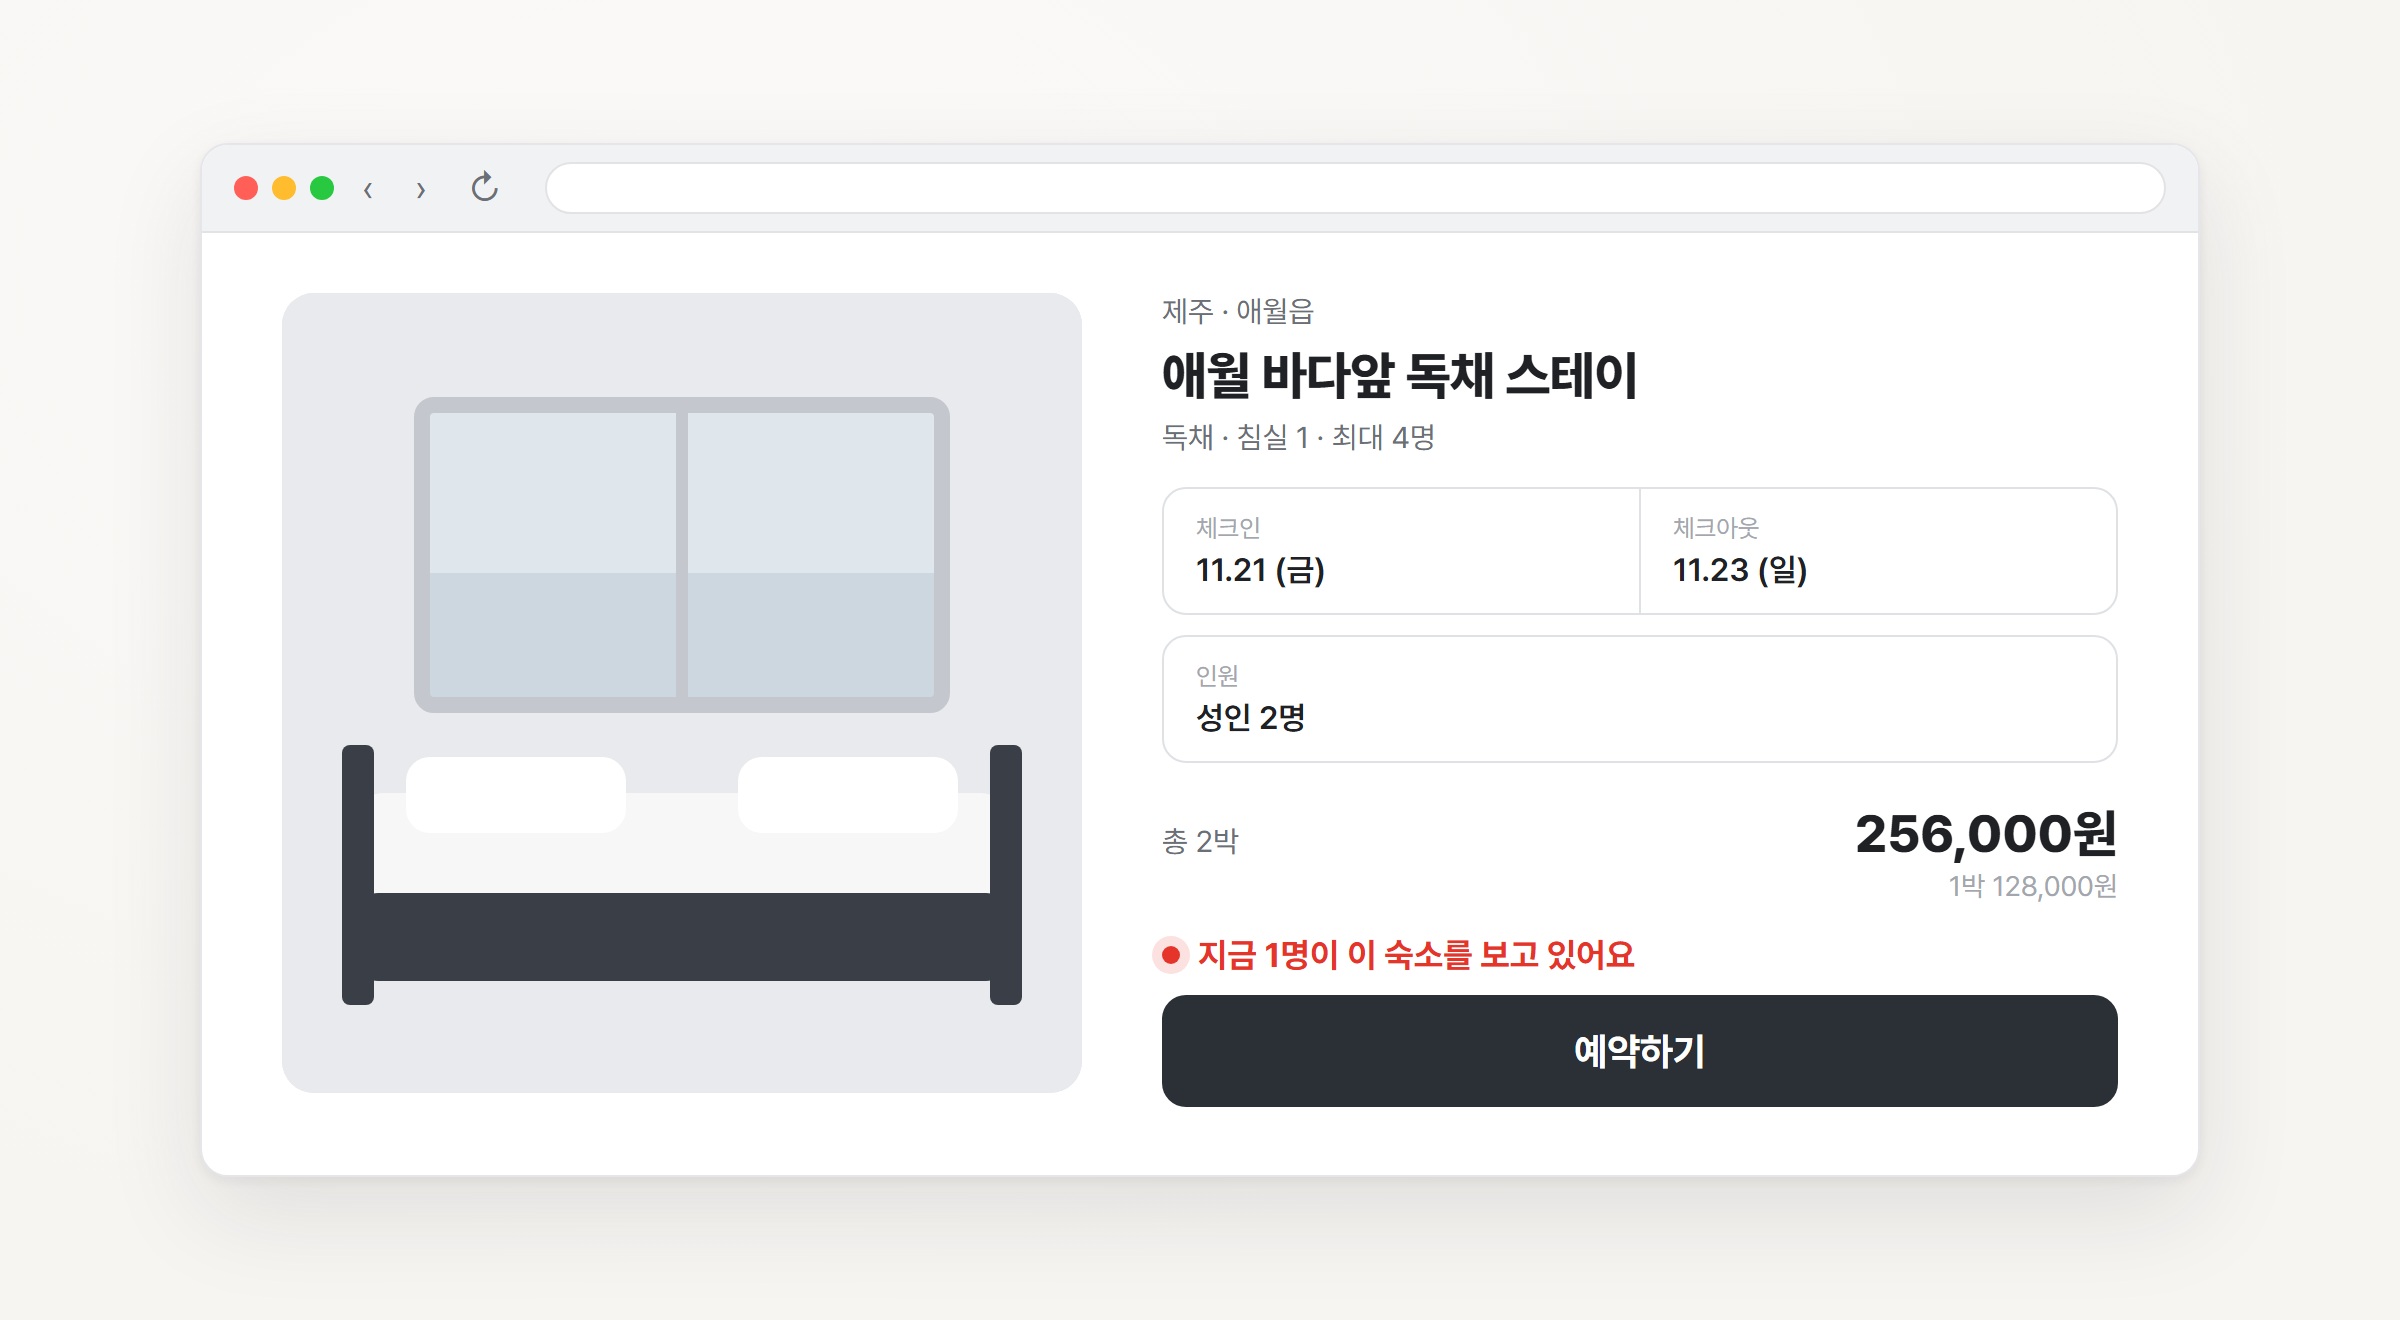 제주 · 애월읍
애월 바다앞 독채 스테이
독채 · 침실 1 · 최대 4명
체크인
11.21 (금)
체크아웃
11.23 (일)
인원
성인 2명
총 2박
256,000원
1박 128,000원
지금 1명이 이 숙소를 보고 있어요
예약하기